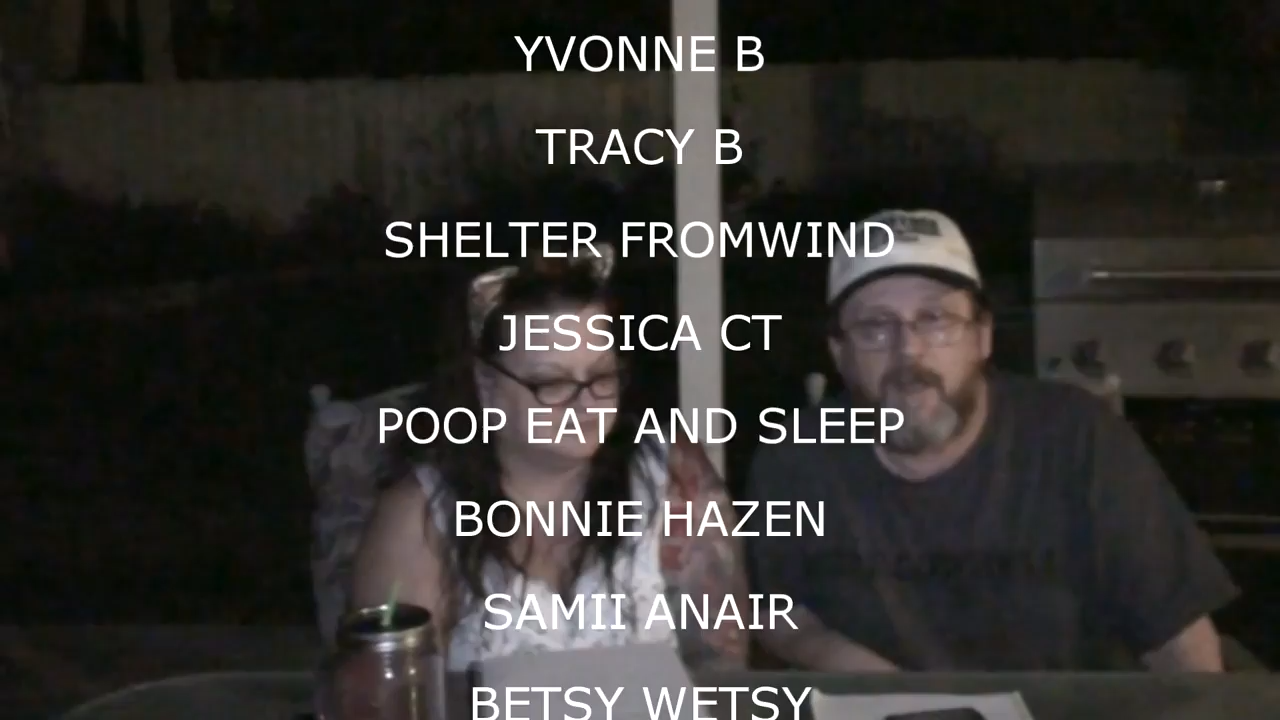 YVONNE B
TRACY B
SHELTER FROMWIND
JESSICA CT
POOP EAT AND SLEEP
BONNIE HAZEN
SAMII ANAIR
BETSY WETSY